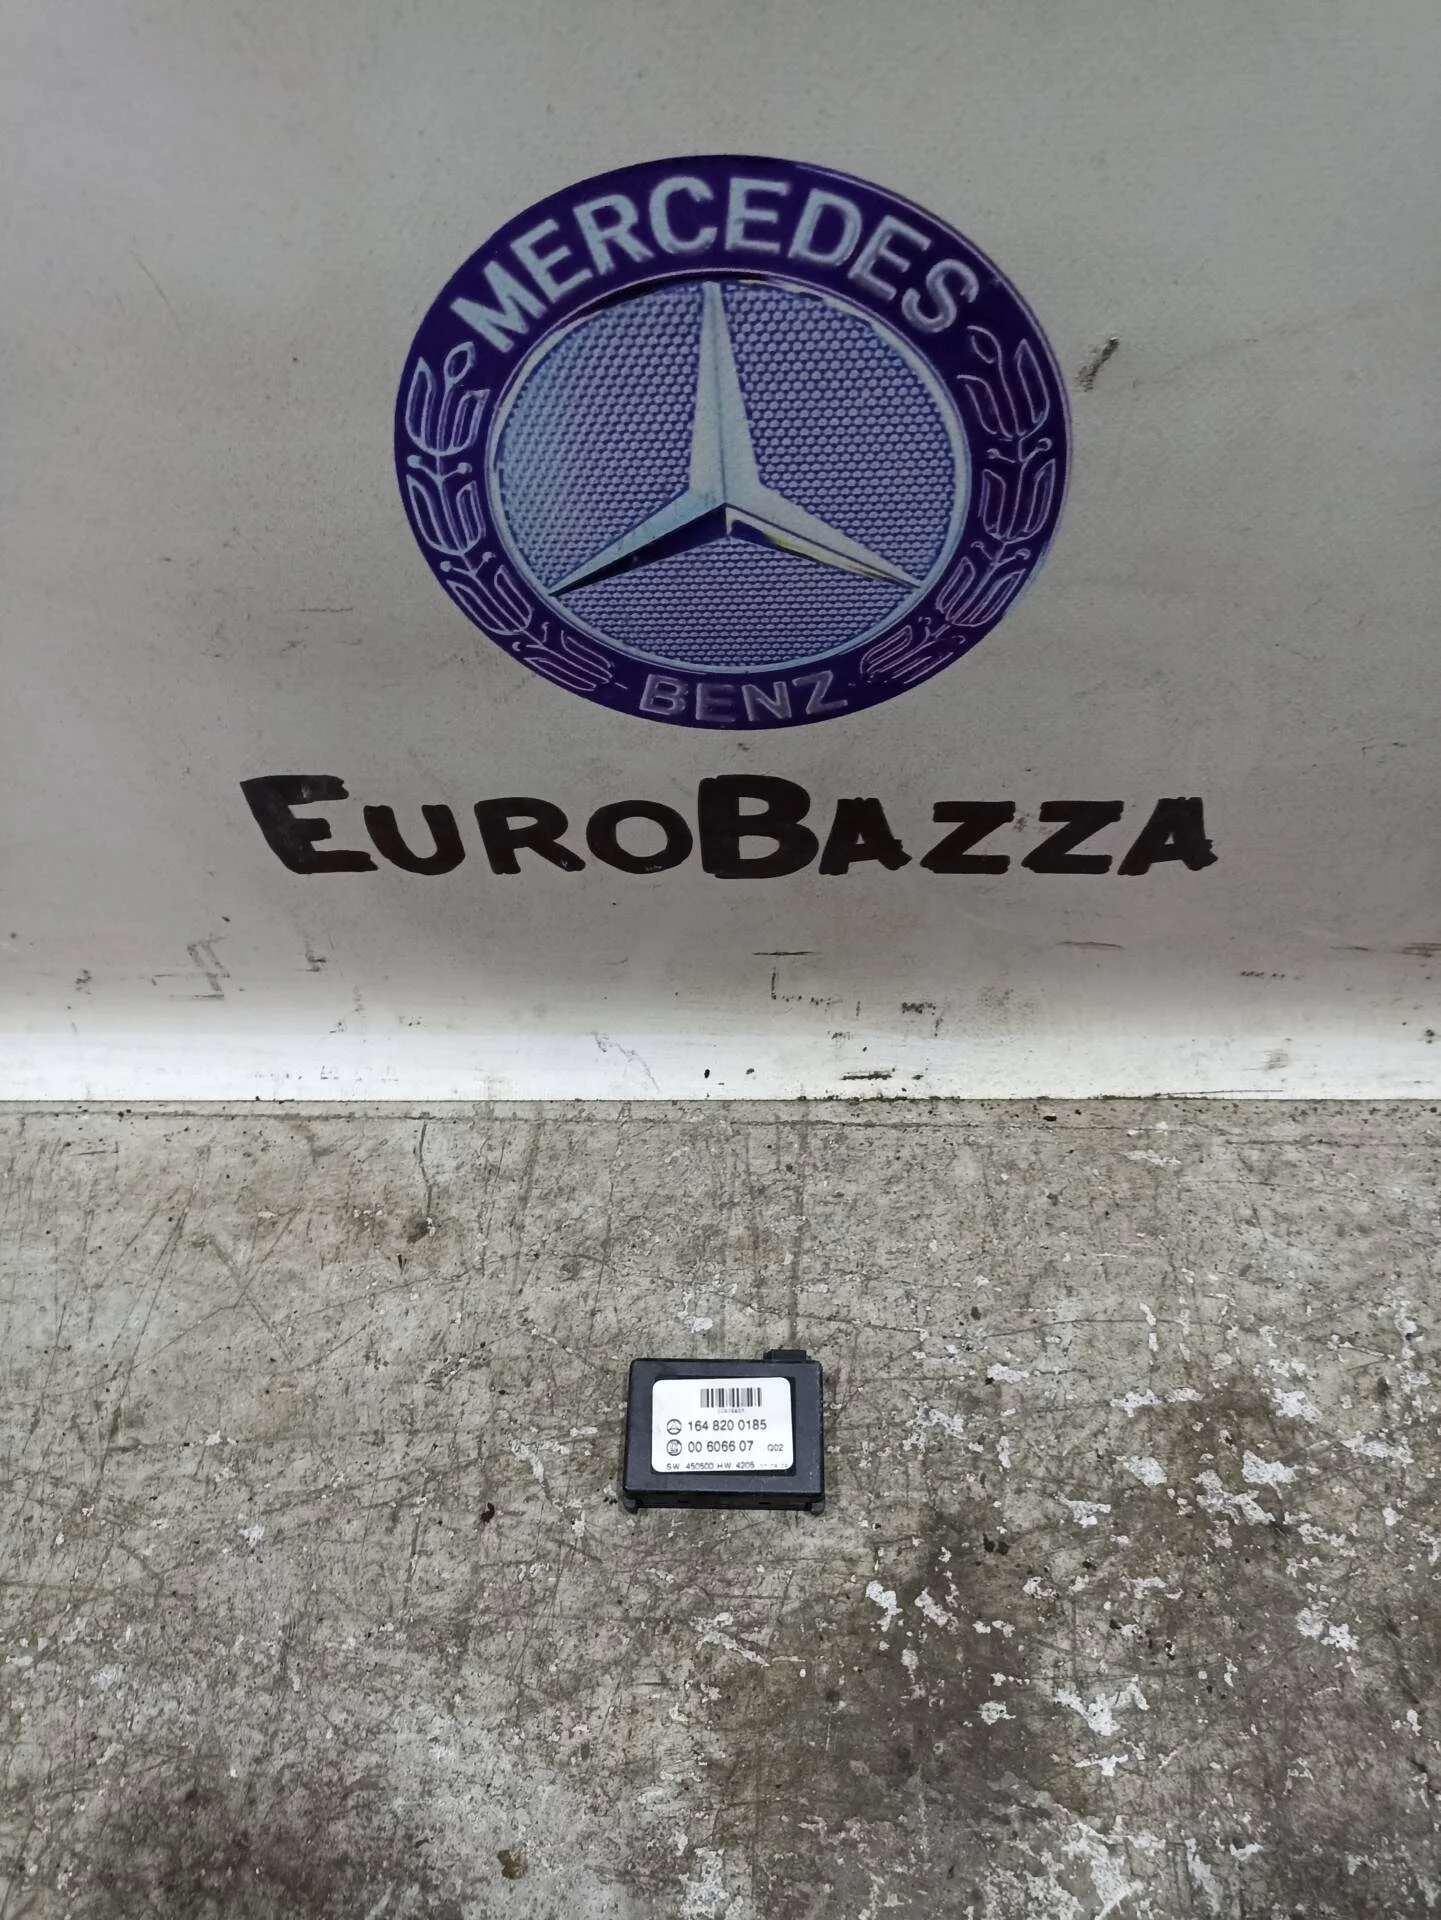 MERCEDES
BENZ
EUROBAZZA
164 820 0185
00 6066 07 Q02
SW 450500 HW 4205